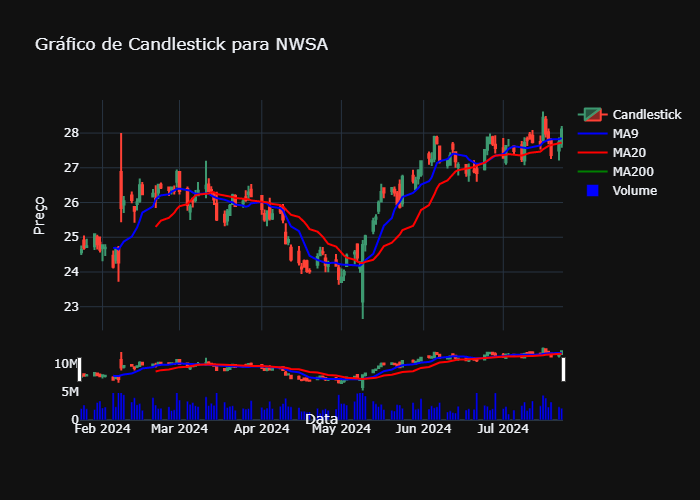 Gráfico de Candlestick para NWSA
Candlestick
MA9
MA20
MA200
Volume
Preço
28
27
26
25
24
23
10M
5M
0
Feb 2024
Mar 2024
Apr 2024
May 2024
Jun 2024
Jul 2024
Data